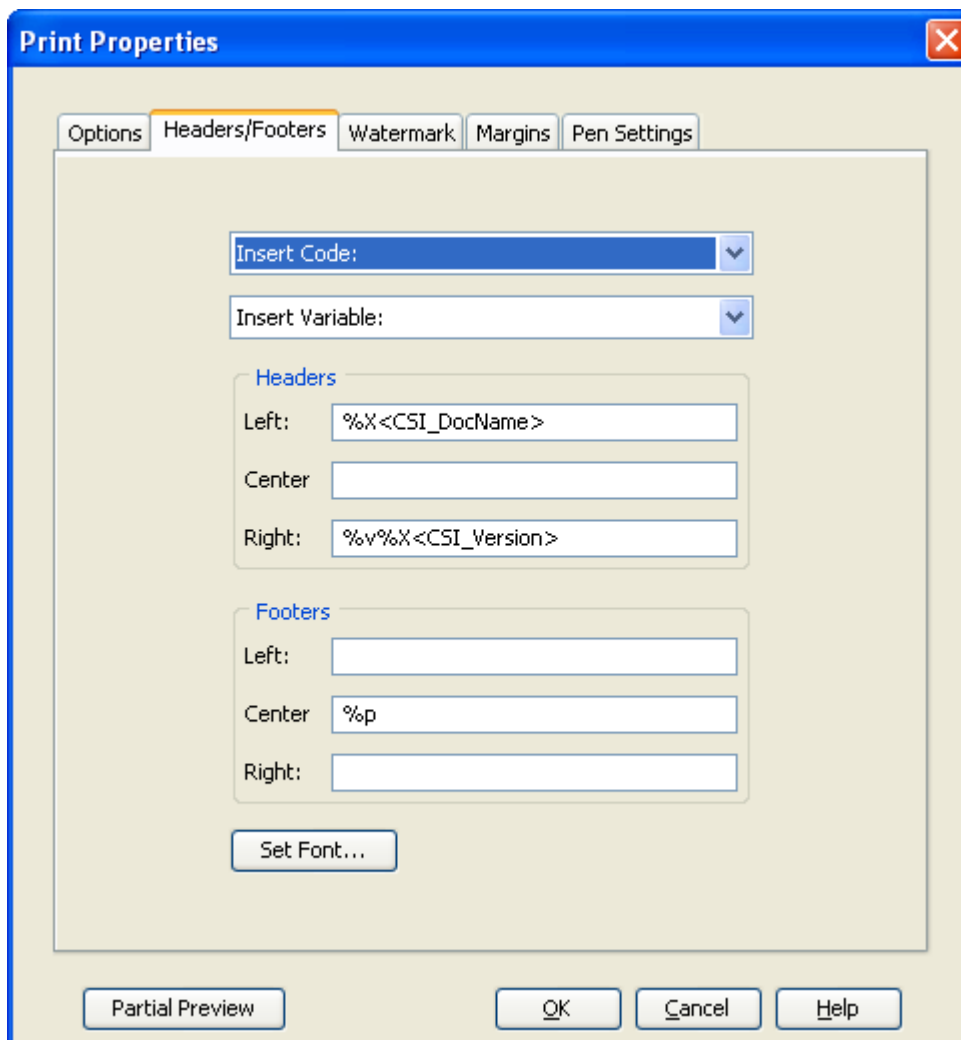 Print Properties
Options Headers/Footers Watermark Margins Pen Settings
Insert Code:
Insert Variable:
Headers
Left: %X<CSI_DocName>
Center
Right: %v%X<CSI_Version>
Footers
Left:
Center %p
Right:
Set Font...
Partial Preview OK Cancel Help